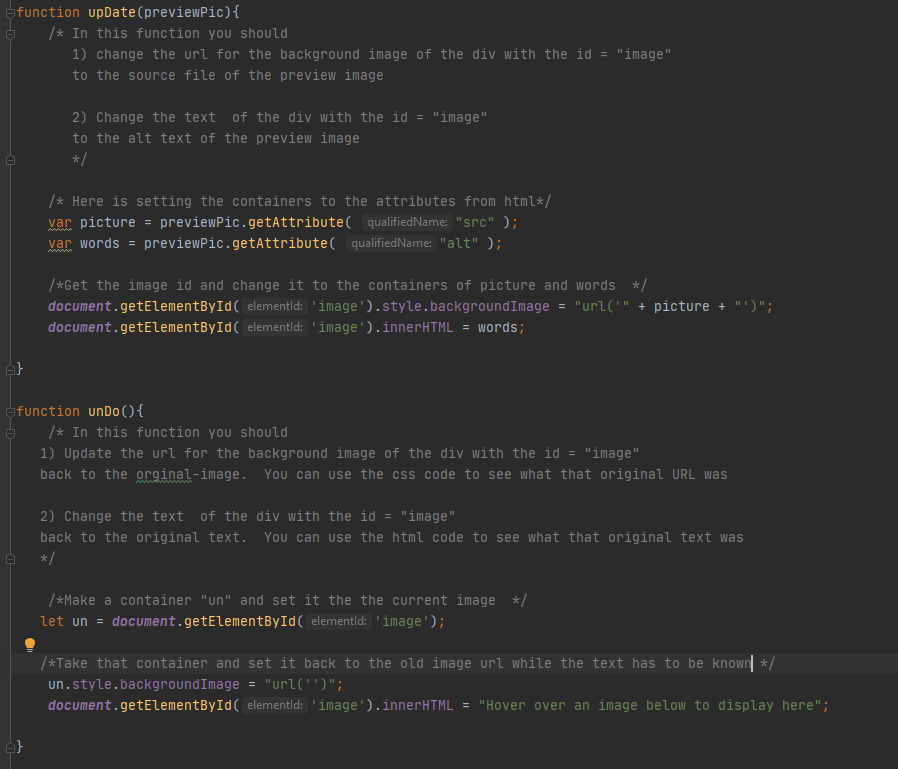 function upDate(previewPic){
/* In this function you should
1) change the url for the background image of the div with the id = "image"
to the source file of the preview image
2) Change the text  of the div with the id = "image"
to the alt text of the preview image
*/
/* Here is setting the containers to the attributes from html*/
var picture = previewPic.getAttribute( qualifiedName: "src" );
var words = previewPic.getAttribute( qualifiedName: "alt" );
/*Get the image id and change it to the containers of picture and words  */
document.getElementById( elementId: 'image').style.backgroundImage = "url('" + picture + "')";
document.getElementById( elementId: 'image').innerHTML = words;
}
function unDo(){
/* In this function you should
1) Update the url for the background image of the div with the id = "image"
back to the orginal-image.  You can use the css code to see what that original URL was
2) Change the text  of the div with the id = "image"
back to the original text.  You can use the html code to see what that original text was
*/
/*Make a container "un" and set it the the current image  */
let un = document.getElementById( elementId: 'image');
/*Take that container and set it back to the old image url while the text has to be known */
un.style.backgroundImage = "url('')";
document.getElementById( elementId: 'image').innerHTML = "Hover over an image below to display here";
}